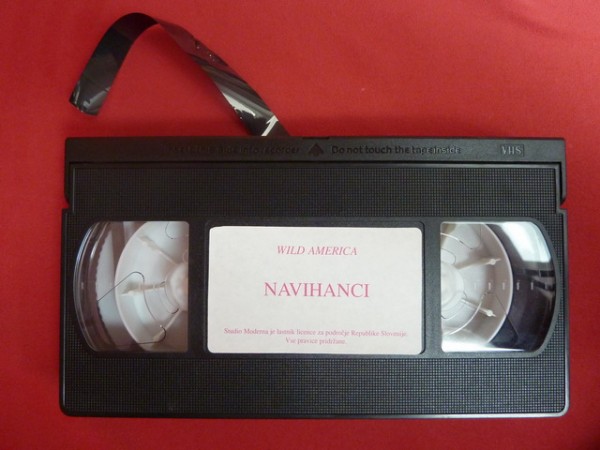 Do not touch the tape inside VHS
WILD AMERICA
NAVIHANCI
Studio Moderna je lastnik licence za področje Republike Slovenije.
Vse pravice pridržane.